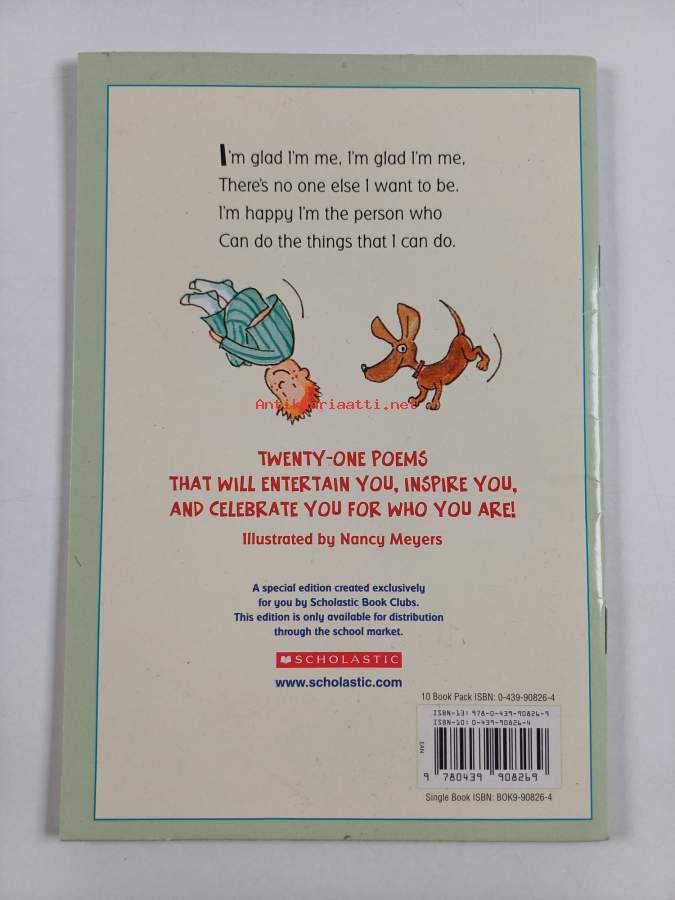 I'm glad I'm me, I'm glad I'm me,
There's no one else I want to be.
I'm happy I'm the person who
Can do the things that I can do.
Antikvariaatti.net
TWENTY-ONE POEMS
THAT WILL ENTERTAIN YOU, INSPIRE YOU,
AND CELEBRATE YOU FOR WHO YOU ARE!
Illustrated by Nancy Meyers
A special edition created exclusively
for you by Scholastic Book Clubs.
This edition is only available for distribution
through the school market.
SCHOLASTIC
www.scholastic.com
10 Book Pack ISBN: 0-439-90826-4
ISBN-13: 978-0-439-90826-9
ISBN-10: 0-439-90826-4
EAN
9 780439 908269
Single Book ISBN: BOK9-90826-4